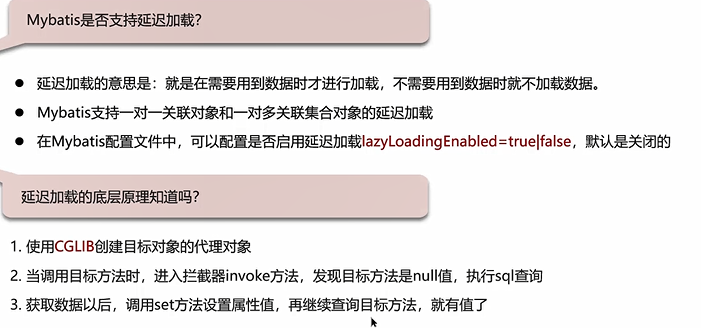 Mybatis是否支持延迟加载？
● 延迟加载的意思是：就是在需要用到数据时才进行加载，不需要用到数据时就不加载数据。
● Mybatis支持一对一关联对象和一对多关联集合对象的延迟加载
● 在Mybatis配置文件中，可以配置是否启用延迟加载lazyLoadingEnabled=true|false，默认是关闭的
延迟加载的底层原理知道吗？
1. 使用CGLIB创建目标对象的代理对象
2. 当调用目标方法时，进入拦截器invoke方法，发现目标方法是null值，执行sql查询
3. 获取数据以后，调用set方法设置属性值，再继续查询目标方法，就有值了